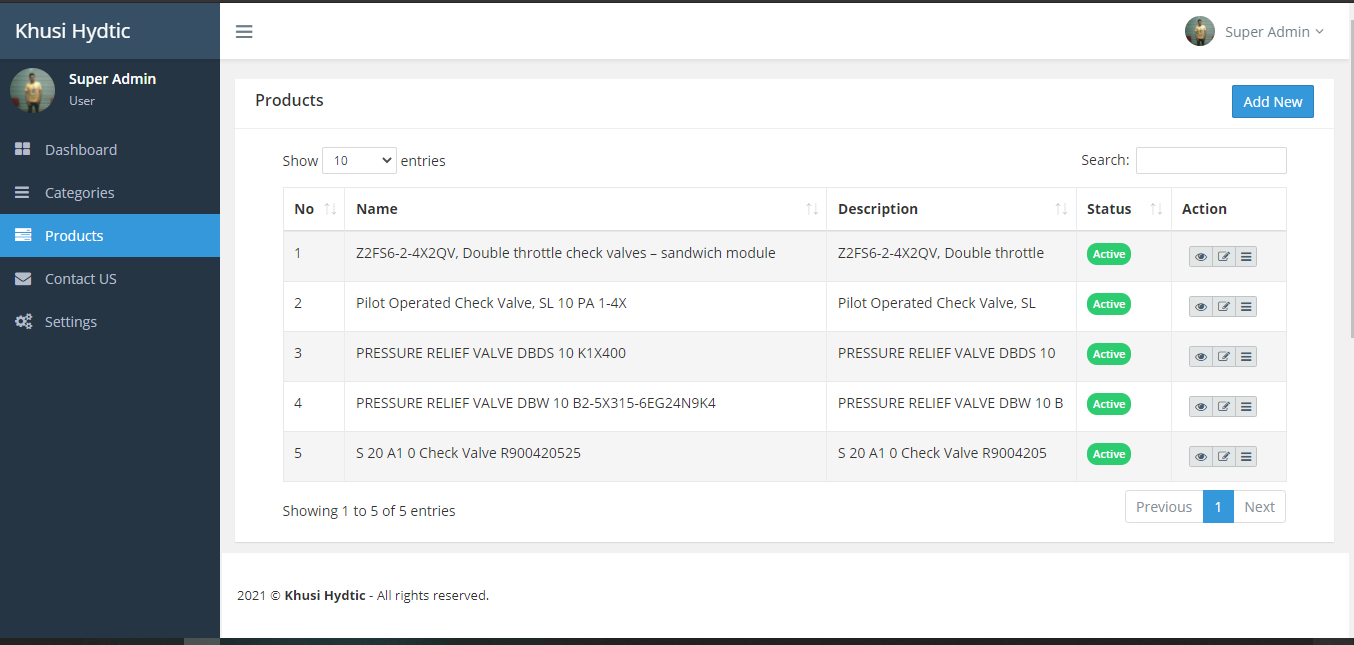 Khusi Hydtic
Super Admin
Super Admin
User
Dashboard
Categories
Products
Contact US
Settings
Products
Add New
Show 10 entries
Search:
No Name Description Status Action
1 Z2FS6-2-4X2QV, Double throttle check valves – sandwich module Z2FS6-2-4X2QV, Double throttle Active
2 Pilot Operated Check Valve, SL 10 PA 1-4X Pilot Operated Check Valve, SL Active
3 PRESSURE RELIEF VALVE DBDS 10 K1X400 PRESSURE RELIEF VALVE DBDS 10 Active
4 PRESSURE RELIEF VALVE DBW 10 B2-5X315-6EG24N9K4 PRESSURE RELIEF VALVE DBW 10 B Active
5 S 20 A1 0 Check Valve R900420525 S 20 A1 0 Check Valve R9004205 Active
Showing 1 to 5 of 5 entries
Previous 1 Next
2021 © Khusi Hydtic - All rights reserved.